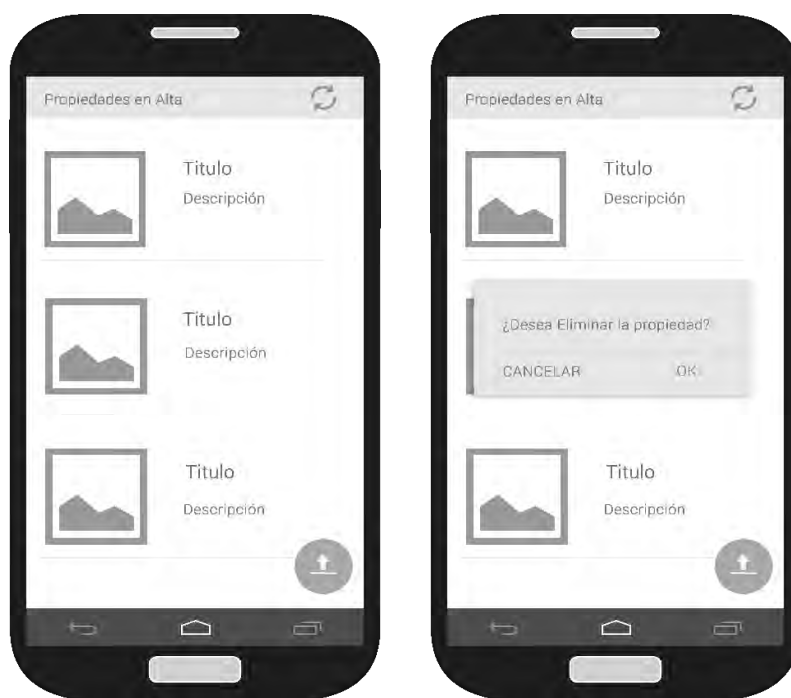 Propiedades en Alta
Titulo
Descripción
Titulo
Descripción
Titulo
Descripción
Propiedades en Alta
Titulo
Descripción
¿Desea Eliminar la propiedad?
CANCELAR OK
Titulo
Descripción